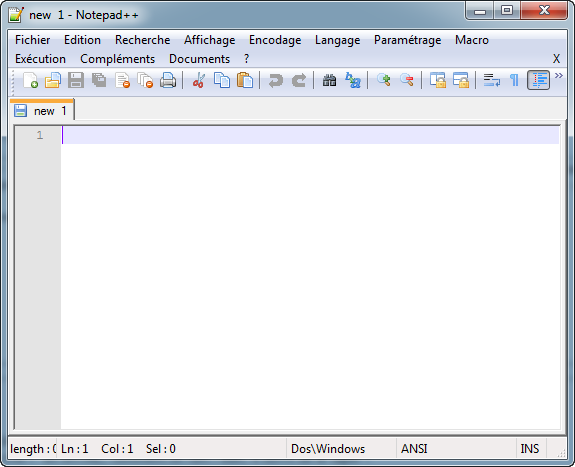 new 1 - Notepad++
Fichier Edition Recherche Affichage Encodage Langage Paramétrage Macro
Exécution Compléments Documents ? X
new 1
1
length : 0 Ln : 1 Col : 1 Sel : 0 Dos\Windows ANSI INS